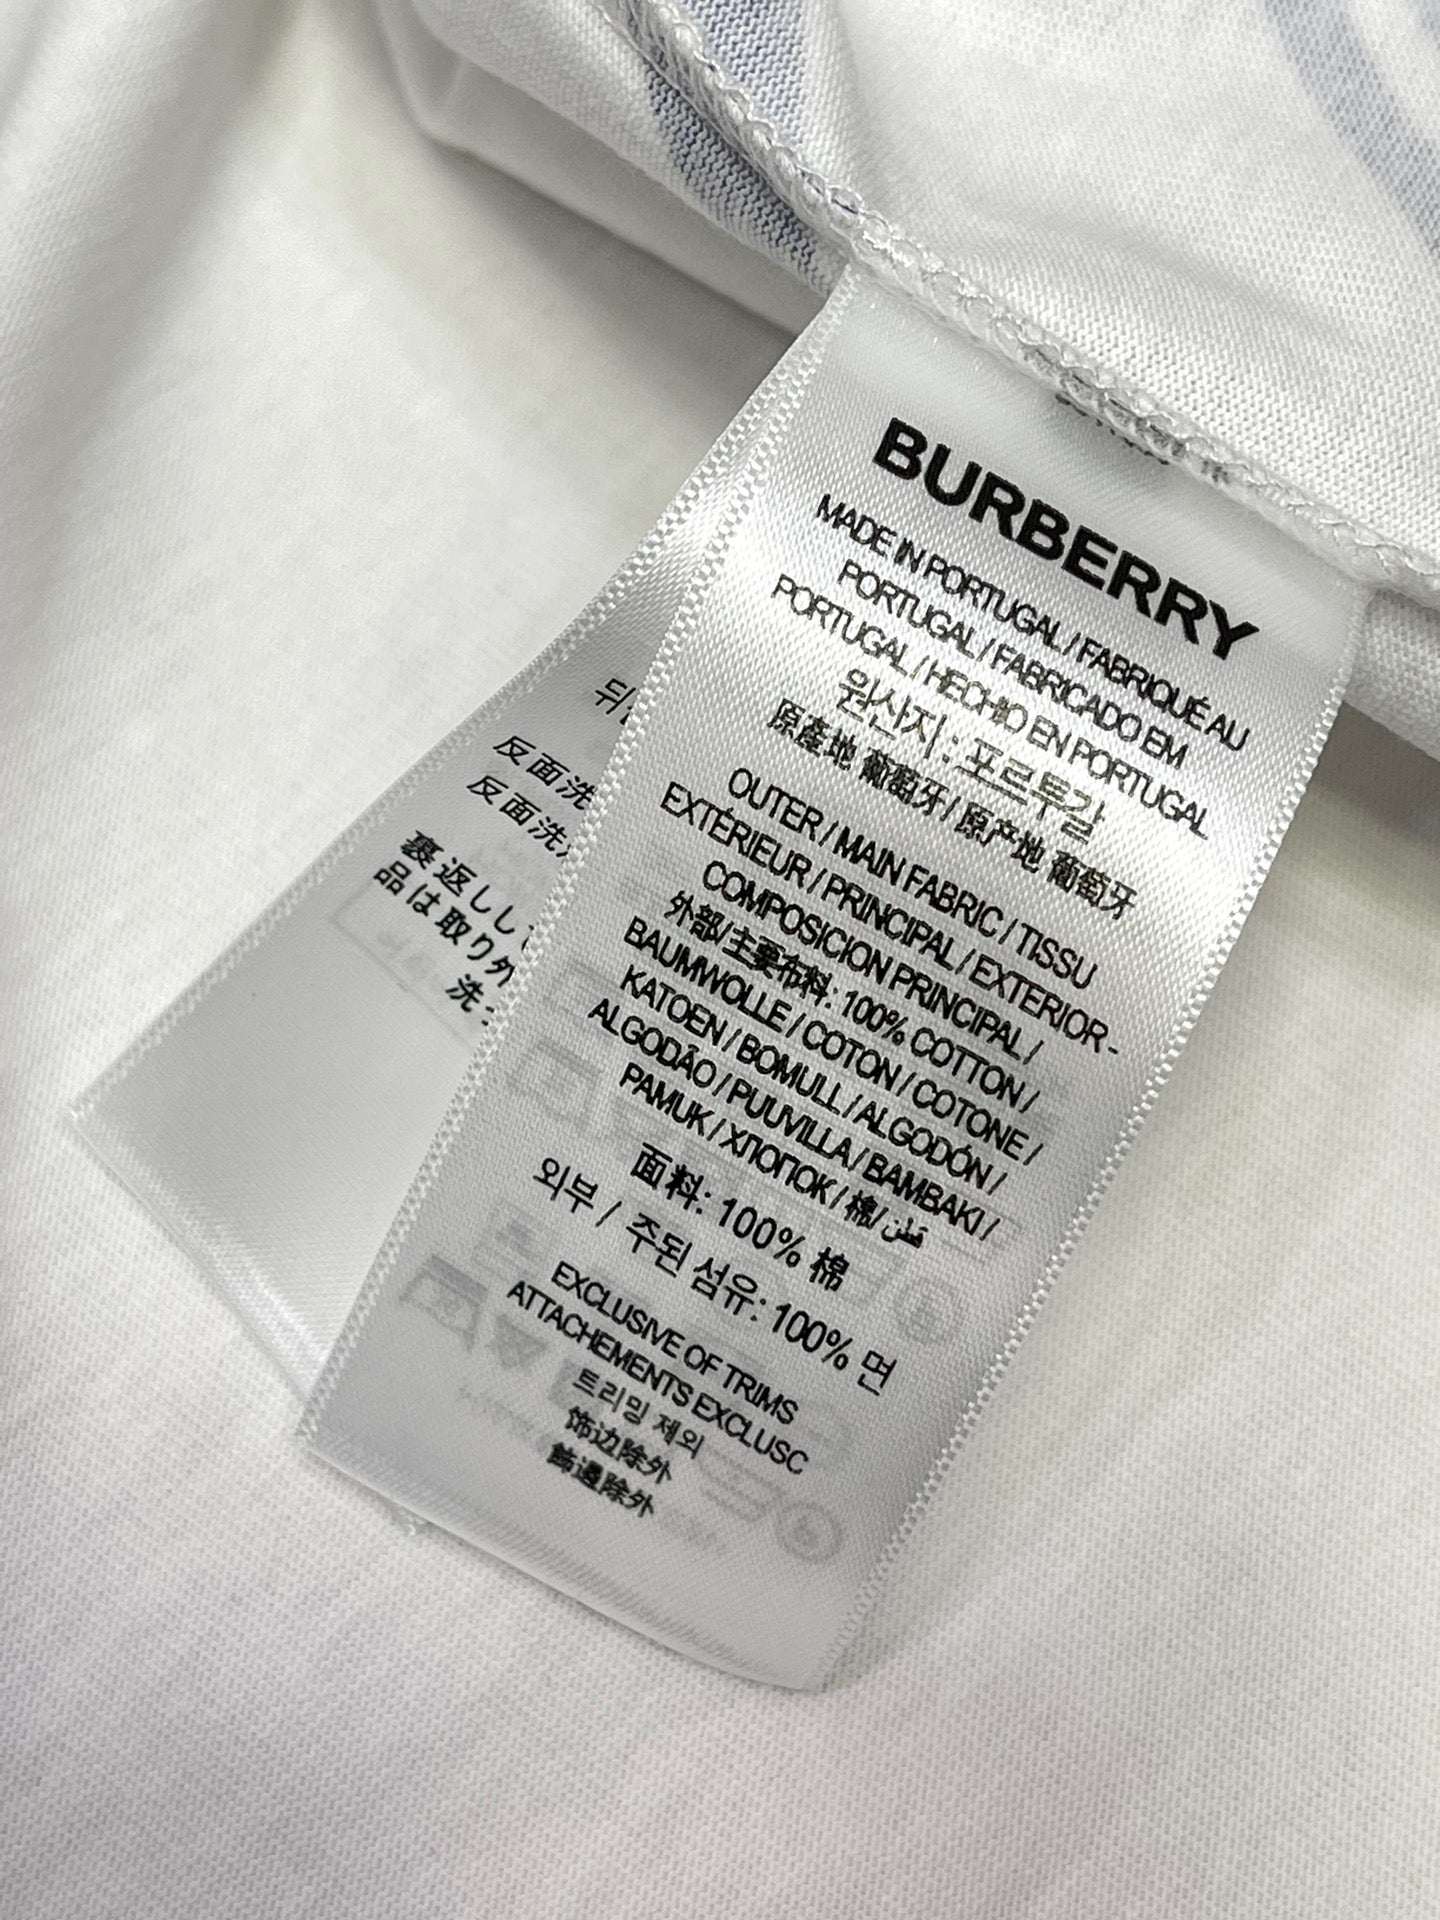 BURBERRY
MADE IN PORTUGAL / FABRIQUÉ AU
PORTUGAL / FABRICADO EM
PORTUGAL / HECHO EN PORTUGAL
원산지 : 포르투갈
原產地 葡萄牙 / 原产地 葡萄牙
OUTER / MAIN FABRIC / TISSU
EXTÉRIEUR / PRINCIPAL / EXTERIOR-
COMPOSICION PRINCIPAL /
外部/主要布料: 100% COTTON /
BAUMWOLLE / COTON / COTONE /
KATOEN / BOMULL / ALGODÓN /
ALGODÃO / PUUVILLA / BAMBAKI /
PAMUK / ХЛОПОК / 棉/
面料: 100% 棉
외부 / 주된 섬유: 100% 면
EXCLUSIVE OF TRIMS
ATTACHEMENTS EXCLUSC
트리밍 제외
饰边除外
飾邊除外
뒤
反面洗
反面洗
裏返しし
品は取り外
洗